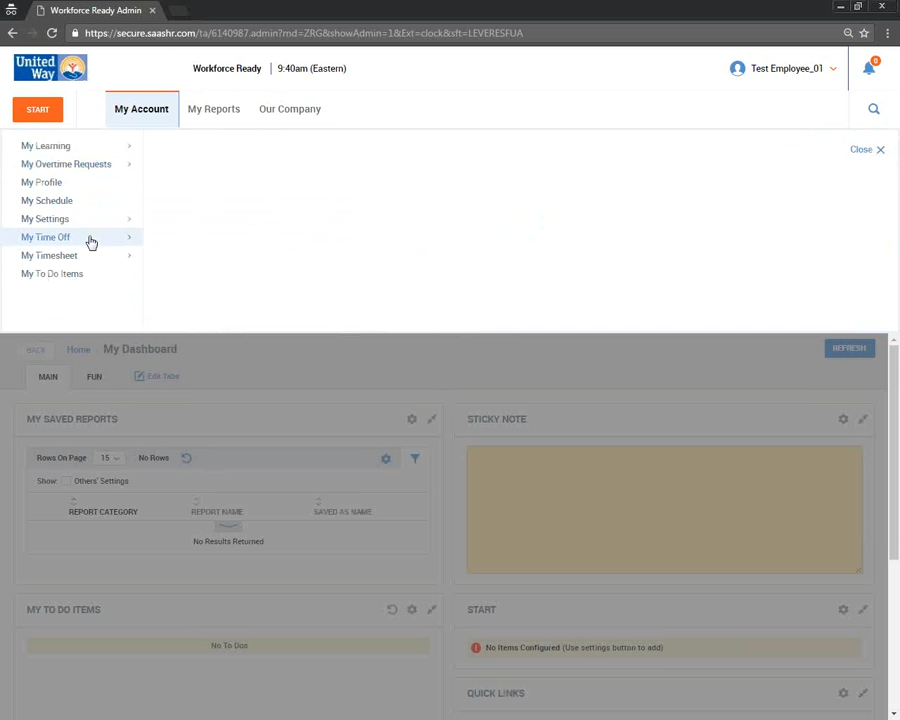 Workforce Ready Admin
https://secure.saashr.com/ta/6140987.admin?rnd=ZRG&showAdmin=1&Ext=clock&sft=LEVERESFUA
United Way
Workforce Ready 9:40am (Eastern)
Test Employee_01
0
START
My Account My Reports Our Company
My Learning
Close
My Overtime Requests
My Profile
My Schedule
My Settings
My Time Off
My Timesheet
My To Do Items
BACK Home My Dashboard
REFRESH
MAIN FUN Edit Tabs
MY SAVED REPORTS
STICKY NOTE
Rows On Page 15 No Rows
Show: Others' Settings
REPORT CATEGORY REPORT NAME SAVED AS NAME
No Results Returned
MY TO DO ITEMS
START
No To Dos
No Items Configured (Use settings button to add)
QUICK LINKS